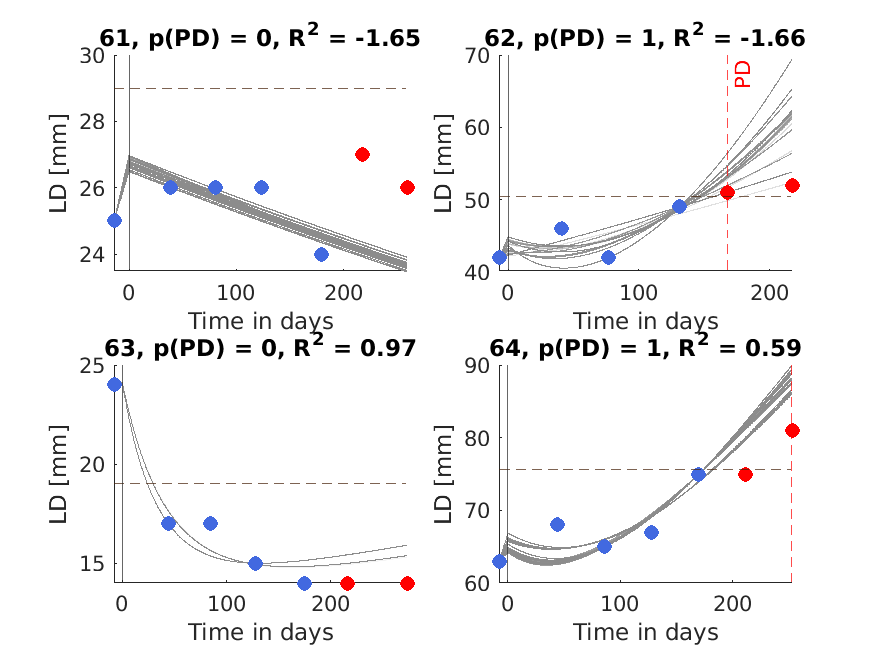 61, p(PD) = 0, R² = -1.65
30
28
26
24
LD [mm]
0
100
200
Time in days
62, p(PD) = 1, R² = -1.66
70
60
50
40
LD [mm]
PD
0
100
200
Time in days
63, p(PD) = 0, R² = 0.97
25
20
15
LD [mm]
0
100
200
Time in days
64, p(PD) = 1, R² = 0.59
90
80
70
60
LD [mm]
0
100
200
Time in days